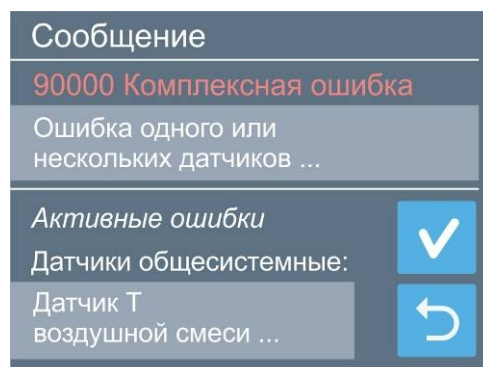 Сообщение
90000 Комплексная ошибка
Ошибка одного или
нескольких датчиков ...
Активные ошибки
Датчики общесистемные:
Датчик Т
воздушной смеси ...